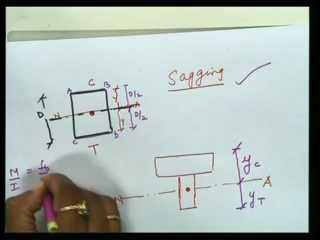 Sagging
A C B
D N A
y D/2
y D/2
C D
T
M/I = fb
N A
yc
yT